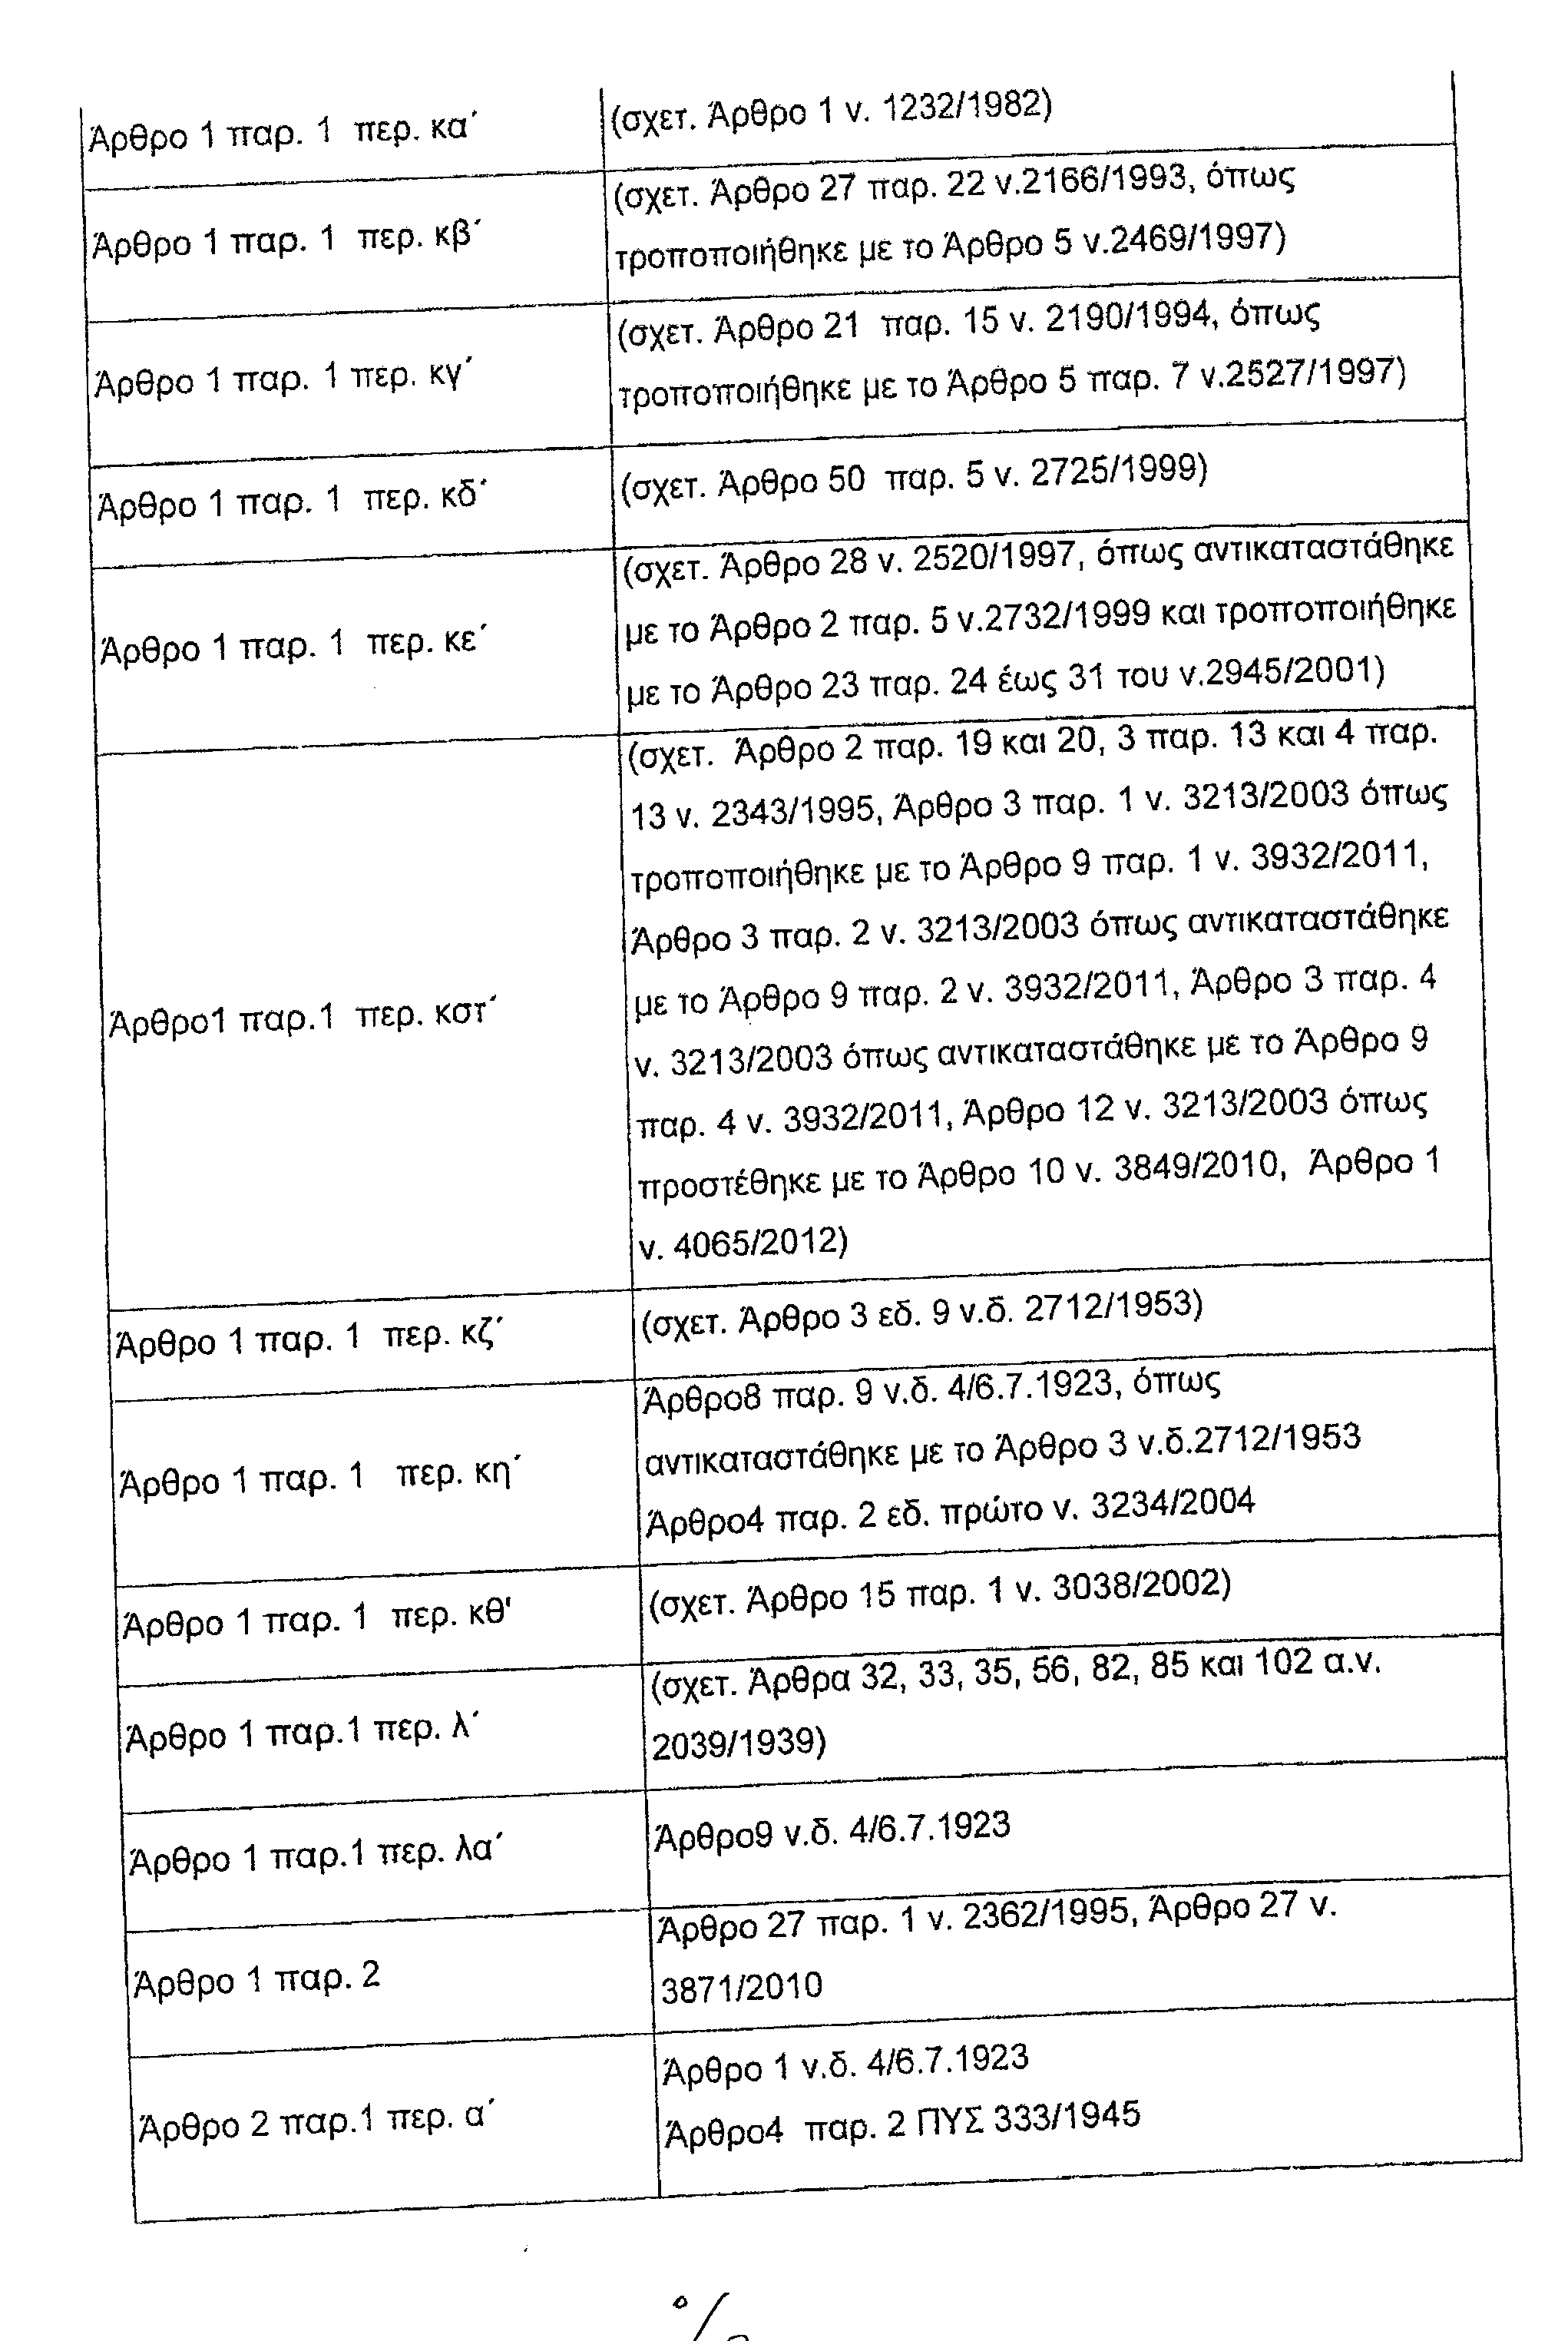 Άρθρο 1 παρ. 1 περ. κα΄
(σχετ. Άρθρο 1 ν. 1232/1982)
Άρθρο 1 παρ. 1 περ. κβ΄
(σχετ. Άρθρο 27 παρ. 22 ν.2166/1993, όπως
τροποποιήθηκε με το Άρθρο 5 ν.2469/1997)
Άρθρο 1 παρ. 1 περ. κγ΄
(σχετ. Άρθρο 21 παρ. 15 ν. 2190/1994, όπως
τροποποιήθηκε με το Άρθρο 5 παρ. 7 ν.2527/1997)
Άρθρο 1 παρ. 1 περ. κδ΄
(σχετ. Άρθρο 50 παρ. 5 ν. 2725/1999)
Άρθρο 1 παρ. 1 περ. κε΄
(σχετ. Άρθρο 28 ν. 2520/1997, όπως αντικαταστάθηκε
με το Άρθρο 2 παρ. 5 ν.2732/1999 και τροποποιήθηκε
με το Άρθρο 23 παρ. 24 έως 31 του ν.2945/2001)
Άρθρο1 παρ.1 περ. κστ΄
(σχετ. Άρθρο 2 παρ. 19 και 20, 3 παρ. 13 και 4 παρ.
13 ν. 2343/1995, Άρθρο 3 παρ. 1 ν. 3213/2003 όπως
τροποποιήθηκε με το Άρθρο 9 παρ. 1 ν. 3932/2011,
Άρθρο 3 παρ. 2 ν. 3213/2003 όπως αντικαταστάθηκε
με το Άρθρο 9 παρ. 2 ν. 3932/2011, Άρθρο 3 παρ. 4
ν. 3213/2003 όπως αντικαταστάθηκε με το Άρθρο 9
παρ. 4 ν. 3932/2011, Άρθρο 12 ν. 3213/2003 όπως
προστέθηκε με το Άρθρο 10 ν. 3849/2010, Άρθρο 1
ν. 4065/2012)
Άρθρο 1 παρ. 1 περ. κζ΄
(σχετ. Άρθρο 3 εδ. 9 ν.δ. 2712/1953)
Άρθρο 1 παρ. 1 περ. κη΄
Άρθρο8 παρ. 9 ν.δ. 4/6.7.1923, όπως
αντικαταστάθηκε με το Άρθρο 3 ν.δ.2712/1953
Άρθρο4 παρ. 2 εδ. πρώτο ν. 3234/2004
Άρθρο 1 παρ. 1 περ. κθ'
(σχετ. Άρθρο 15 παρ. 1 ν. 3038/2002)
Άρθρο 1 παρ.1 περ. λ΄
(σχετ. Άρθρα 32, 33, 35, 56, 82, 85 και 102 α.ν.
2039/1939)
Άρθρο 1 παρ.1 περ. λα΄
Άρθρο9 ν.δ. 4/6.7.1923
Άρθρο 1 παρ. 2
Άρθρο 27 παρ. 1 ν. 2362/1995, Άρθρο 27 ν.
3871/2010
Άρθρο 2 παρ.1 περ. α΄
Άρθρο 1 ν.δ. 4/6.7.1923
Άρθρο4 παρ. 2 ΠΥΣ 333/1945